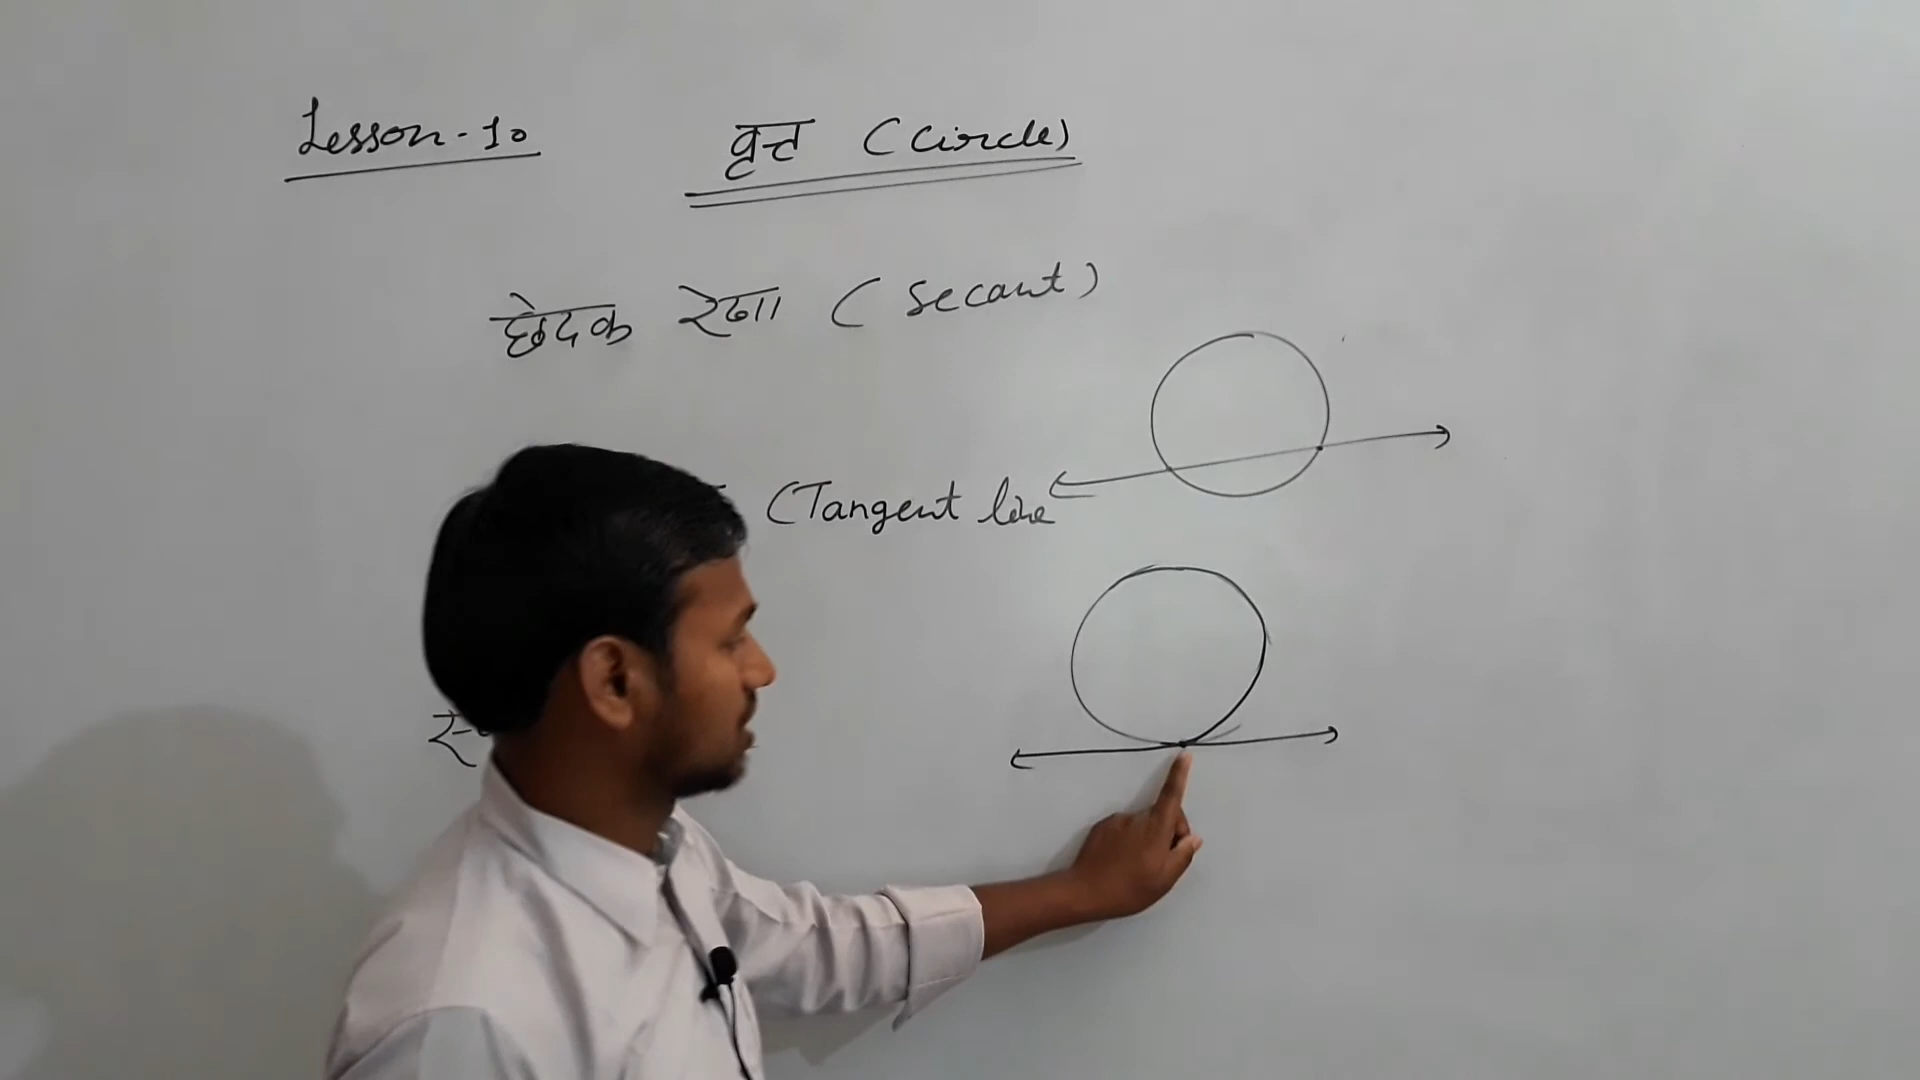 Lesson-10
वृत्त (Circle)
छेदक रेखा (Secant)
(Tangent line